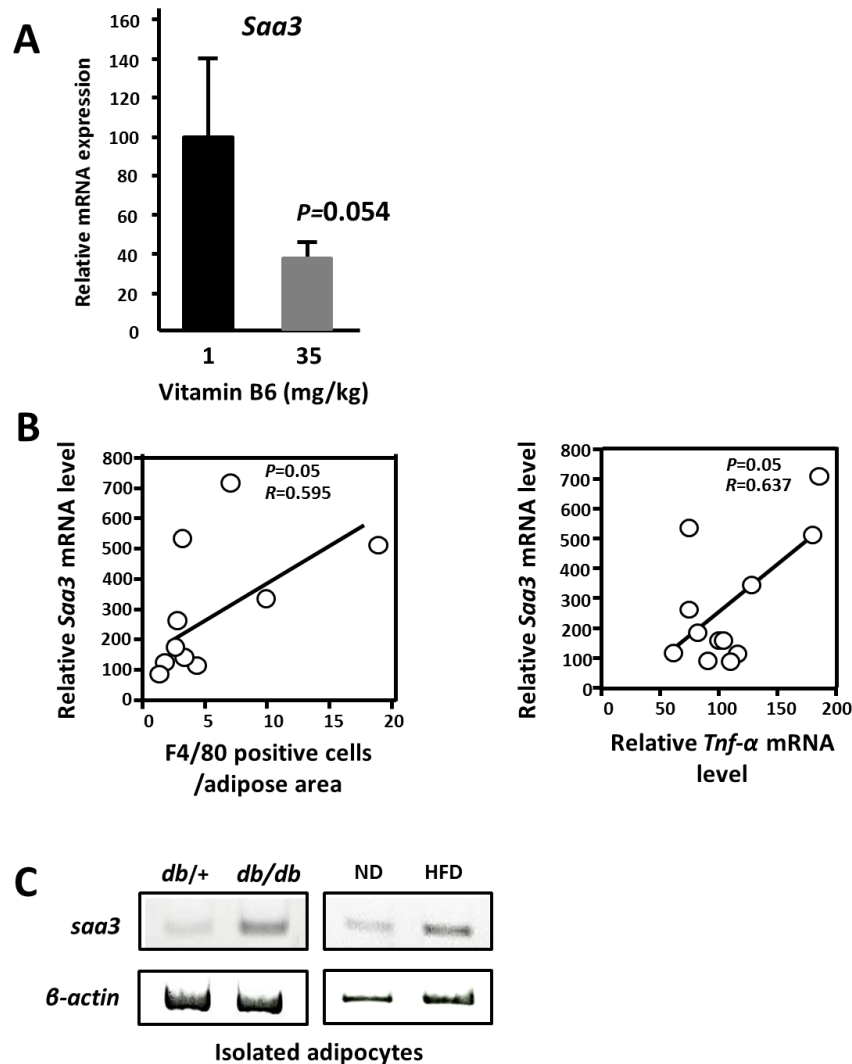 A
Saa3
160
140
120
100
80
60
40
20
0
Relative mRNA expression
P=0.054
1 35
Vitamin B6 (mg/kg)
B
Relative Saa3 mRNA level
800
700
600
500
400
300
200
100
0
P=0.05
R=0.595
0 5 10 15 20
F4/80 positive cells
/adipose area
Relative Saa3 mRNA level
800
700
600
500
400
300
200
100
0
P=0.05
R=0.637
0 50 100 150 200
Relative Tnf-α mRNA
level
C
db/+ db/db ND HFD
saa3
β-actin
Isolated adipocytes